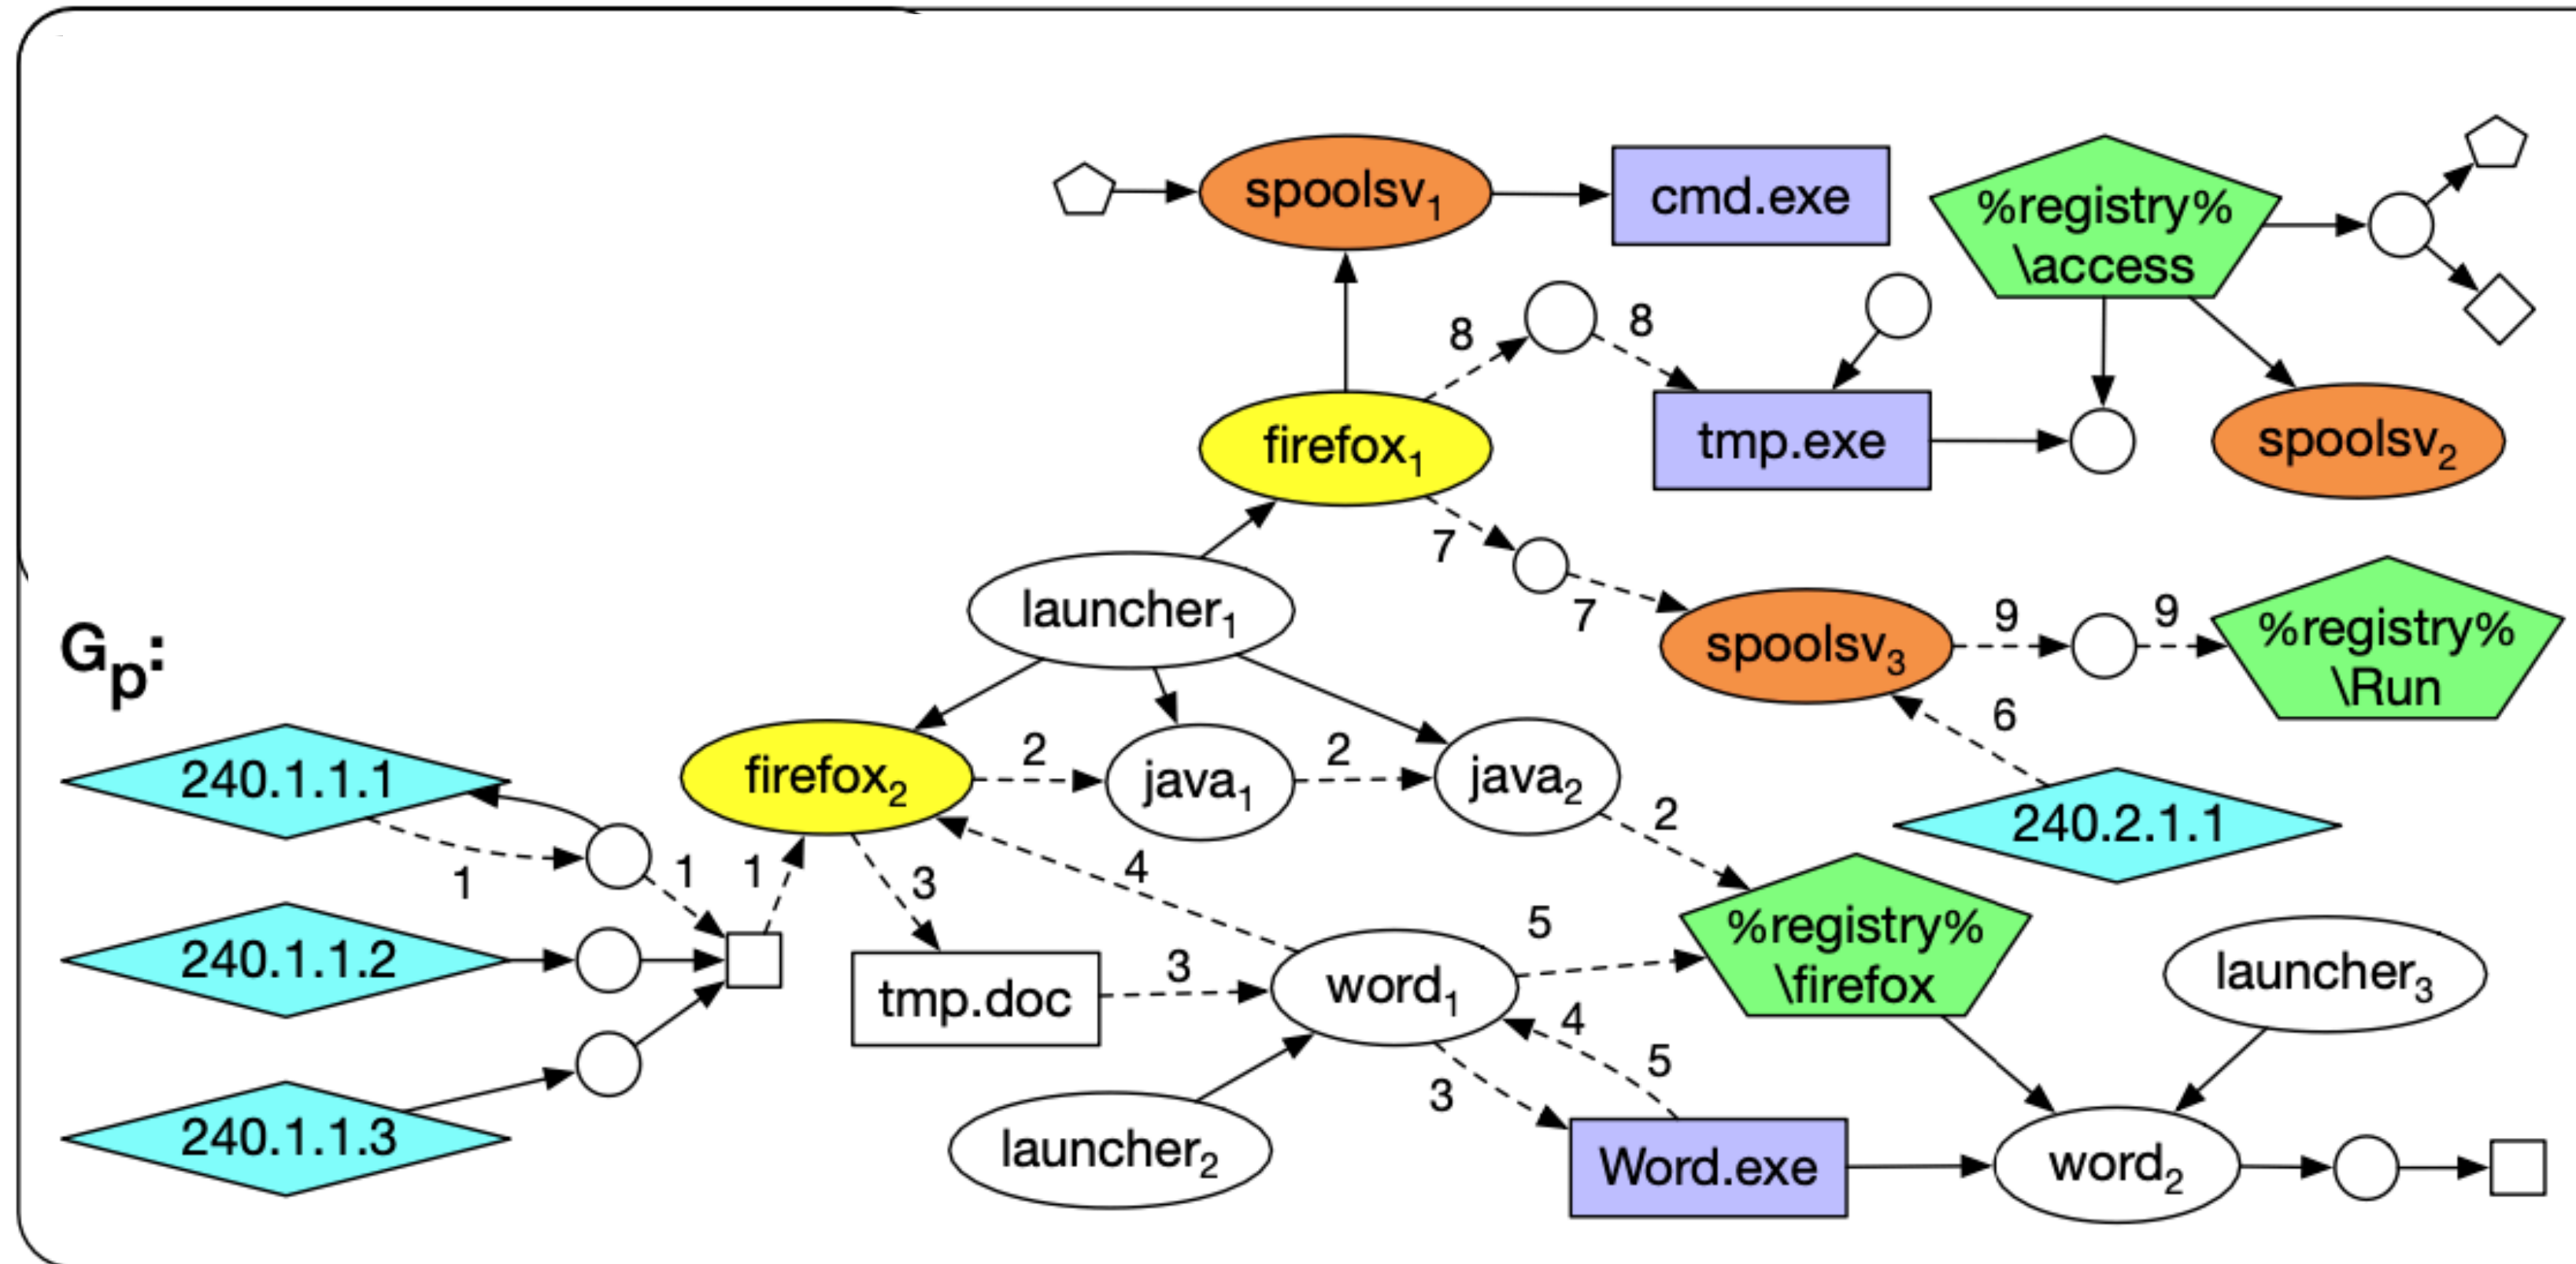 spoolsv1
cmd.exe
%registry%
\access
8
8
firefox1
tmp.exe
spoolsv2
7
7
launcher1
Gp:
spoolsv3
9
9
%registry%
\Run
6
240.1.1.1
firefox2
2
java1
2
java2
2
240.2.1.1
1
1
1
3
4
5
%registry%
\firefox
240.1.1.2
tmp.doc
3
word1
launcher3
4
5
3
240.1.1.3
launcher2
Word.exe
word2